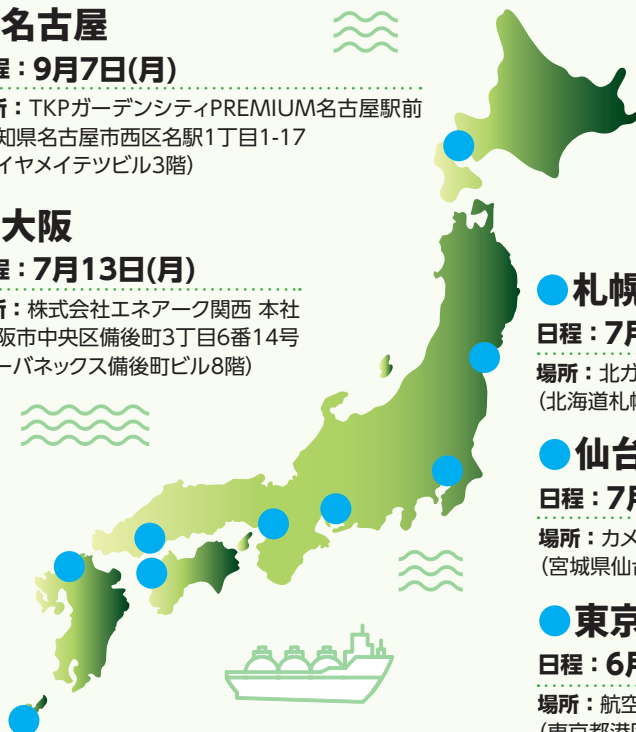 名古屋
程：9月7日(月)
所：TKPガーデンシティPREMIUM名古屋駅前
知県名古屋市西区名駅1丁目1-17
イヤメイテツビル3階）
大阪
程：7月13日(月)
所：株式会社エネアーク関西 本社
阪市中央区備後町3丁目6番14号
ーバネックス備後町ビル8階）
札幌
日程：7月
場所：北ガ
（北海道札幌
仙台
日程：7月
場所：カメ
（宮城県仙台
東京
日程：6月
場所：航空
（東京都港区